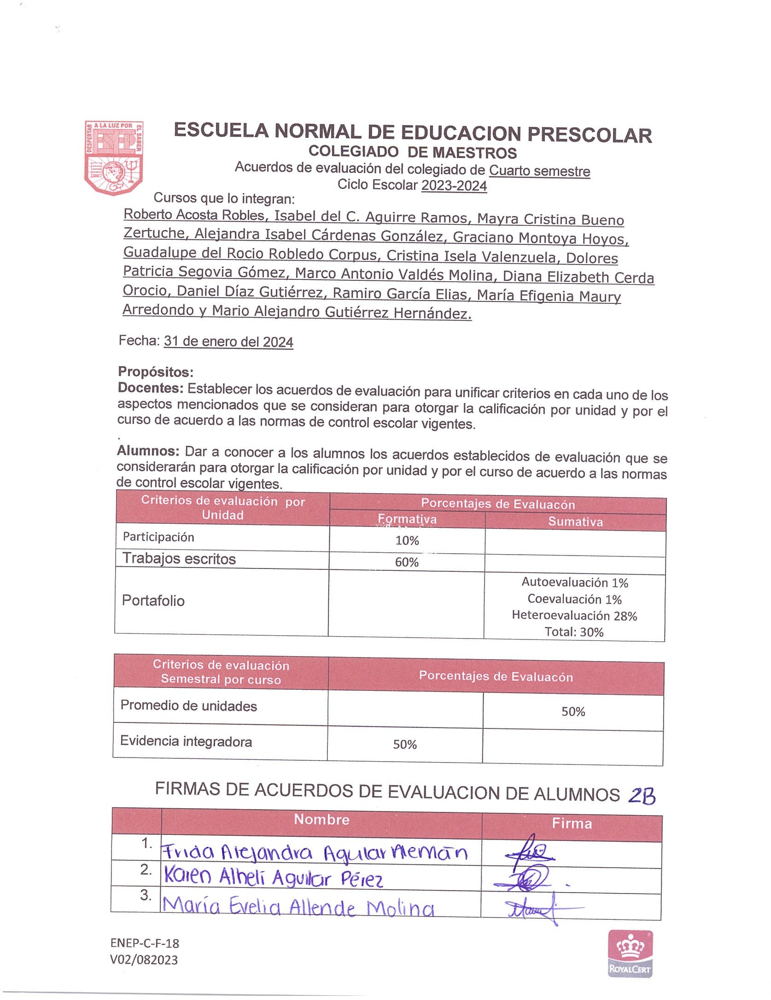 DESPERTAR A LA LUZ POR EL SABER
ENEP
ESCUELA NORMAL DE EDUCACION PRESCOLAR
COLEGIADO DE MAESTROS
Acuerdos de evaluación del colegiado de Cuarto semestre
Ciclo Escolar 2023-2024
Cursos que lo integran:
Roberto Acosta Robles, Isabel del C. Aguirre Ramos, Mayra Cristina Bueno
Zertuche, Alejandra Isabel Cárdenas González, Graciano Montoya Hoyos,
Guadalupe del Rocio Robledo Corpus, Cristina Isela Valenzuela, Dolores
Patricia Segovia Gómez, Marco Antonio Valdés Molina, Diana Elizabeth Cerda
Orocio, Daniel Díaz Gutiérrez, Ramiro García Elias, María Efigenia Maury
Arredondo y Mario Alejandro Gutiérrez Hernández.
Fecha: 31 de enero del 2024
Propósitos:
Docentes: Establecer los acuerdos de evaluación para unificar criterios en cada uno de los
aspectos mencionados que se consideran para otorgar la calificación por unidad y por el
curso de acuerdo a las normas de control escolar vigentes.
.
Alumnos: Dar a conocer a los alumnos los acuerdos establecidos de evaluación que se
considerarán para otorgar la calificación por unidad y por el curso de acuerdo a las normas
de control escolar vigentes.
Criterios de evaluación por
Unidad
Porcentajes de Evaluacón
Formativa
Sumativa
Participación
10%
Trabajos escritos
60%
Portafolio
Autoevaluación 1%
Coevaluación 1%
Heteroevaluación 28%
Total: 30%
Criterios de evaluación
Semestral por curso
Porcentajes de Evaluacón
Promedio de unidades
50%
Evidencia integradora
50%
FIRMAS DE ACUERDOS DE EVALUACION DE ALUMNOS 2B
Nombre
Firma
1. Frida Alejandra Aguilar Alemán
2. Karen Alhelí Aguilar Pérez
3. María Evelia Allende Molina
ENEP-C-F-18
V02/082023
ROYALCERT